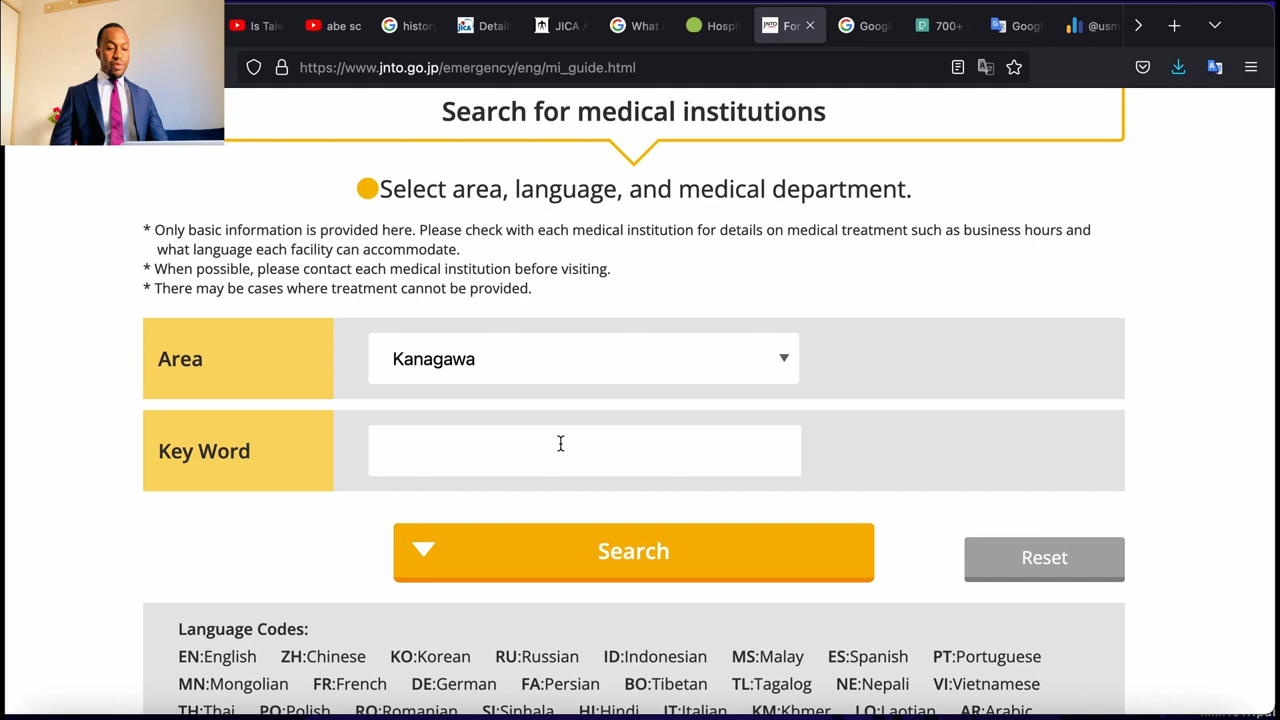 Is Taiw
abe sc
history
Detail
JICA A
What
Hosph
For
Googl
700+
Googl
@usm
https://www.jnto.go.jp/emergency/eng/mi_guide.html
Search for medical institutions
Select area, language, and medical department.
* Only basic information is provided here. Please check with each medical institution for details on medical treatment such as business hours and
what language each facility can accommodate.
* When possible, please contact each medical institution before visiting.
* There may be cases where treatment cannot be provided.
Area
Kanagawa
Key Word
Search
Reset
Language Codes:
EN:English ZH:Chinese KO:Korean RU:Russian ID:Indonesian MS:Malay ES:Spanish PT:Portuguese
MN:Mongolian FR:French DE:German FA:Persian BO:Tibetan TL:Tagalog NE:Nepali VI:Vietnamese
TH:Thai PO:Polish RO:Romanian SI:Sinhala HI:Hindi IT:Italian KM:Khmer LO:Laotian AR:Arabic